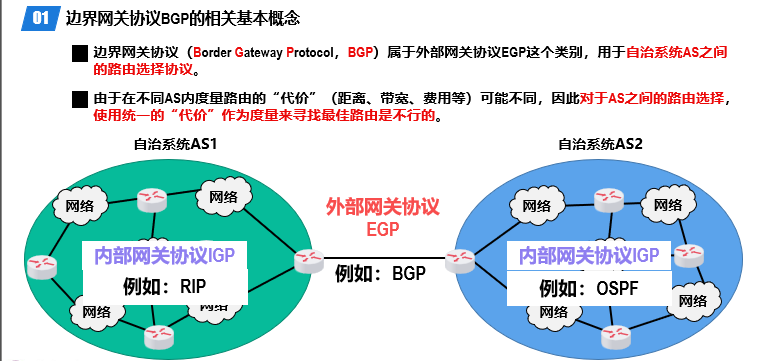 01 边界网关协议BGP的相关基本概念
边界网关协议（Border Gateway Protocol，BGP）属于外部网关协议EGP这个类别，用于自治系统AS之间
的路由选择协议。
由于在不同AS内度量路由的“代价”（距离、带宽、费用等）可能不同，因此对于AS之间的路由选择，
使用统一的“代价”作为度量来寻找最佳路由是不行的。
自治系统AS1
自治系统AS2
网络
网络
外部网关协议
EGP
网络
网络
内部网关协议IGP
例如：RIP
例如：BGP
内部网关协议IGP
例如：OSPF
网络
网络
网络
网络